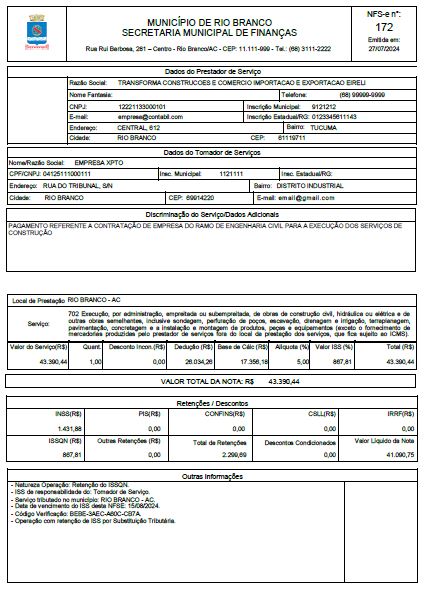 MUNICÍPIO DE RIO BRANCO
SECRETARIA MUNICIPAL DE FINANÇAS
Rua Rui Berbosa, 281 – Centro - Rio Branco/AC - CEP: 11.111-999 - Tel.: (68) 3111-2222
NFS-e nº:
172
Emitida em:
27/07/2024
Dados do Prestador de Serviço
Razão Social: TRANSFORMA CONSTRUCOES E COMERCIO IMPORTACAO E EXPORTACAO EIRELI
Nome Fantasia: Telefone: (68) 99999-9999
CNPJ: 12221133000101 Inscrição Municipal: 9121212
E-mail: empresa@contabil.com Inscrição Estadual/RG: 0123345611143
Endereço: CENTRAL, 612 Bairro: TUCUMA
Cidade: RIO BRANCO CEP: 61119711
Dados do Tomador de Serviços
Nome/Razão Social: EMPRESA XPTO
CPF/CNPJ: 04125111000111 Insc. Municipal: 1121111 Insc. Estadual/RG:
Endereço: RUA DO TRIBUNAL, S/N Bairro: DISTRITO INDUSTRIAL
Cidade: RIO BRANCO CEP: 69914220 E-mail: email@gmail.com
Discriminação do Serviço/Dados Adicionais
PAGAMENTO REFERENTE A CONTRATAÇÃO DE EMPRESA DO RAMO DE ENGENHARIA CIVIL PARA A EXECUÇÃO DOS SERVIÇOS DE
CONSTRUÇÃO
Local de Prestação RIO BRANCO - AC
Serviço: 702 Execução, por administração, empreitada ou subempreitada, de obras de construção civil, hidráulica ou elétrica e de
outras obras semelhantes, inclusive sondagem, perfuração de poços, escavação, drenagem e irrigação, terraplanagem,
pavimentação, concretagem e a instalação e montagem de produtos, peças e equipamentos (exceto o fornecimento de
mercadorias produzidas pelo prestador de serviços fora do local da prestação dos serviços, que fica sujeito ao ICMS).
Valor do Serviço(R$) Quant. Desconto Incon.(R$) Dedução (R$) Base de Cálc (R$) Alíquota (%) Valor ISS (%) Total (R$)
43.390,44 1,00 0,00 26.034,26 17.356,18 5,00 867,81 43.390,44
VALOR TOTAL DA NOTA: R$ 43.390,44
Retenções / Descontos
INSS(R$) PIS(R$) CONFINS(R$) CSLL(R$) IRRF(R$)
1.431,88 0,00 0,00 0,00 0,00
ISSQN (R$) Outras Retenções (R$) Total de Retenções Descontos Condicionados Valor Líquido da Nota
867,81 0,00 2.299,69 0,00 41.090,75
Outras Informações
- Natureza Operação: Retenção do ISSQN.
- ISS de responsabilidade do: Tomador de Serviço.
- Serviço tributado no município: RIO BRANCO - AC.
- Data de vencimento do ISS desta NFSE: 15/08/2024.
- Código Verificação: BEBE-3AEC-A60C-CB7A.
- Operação com retenção de ISS por Substituição Tributária.